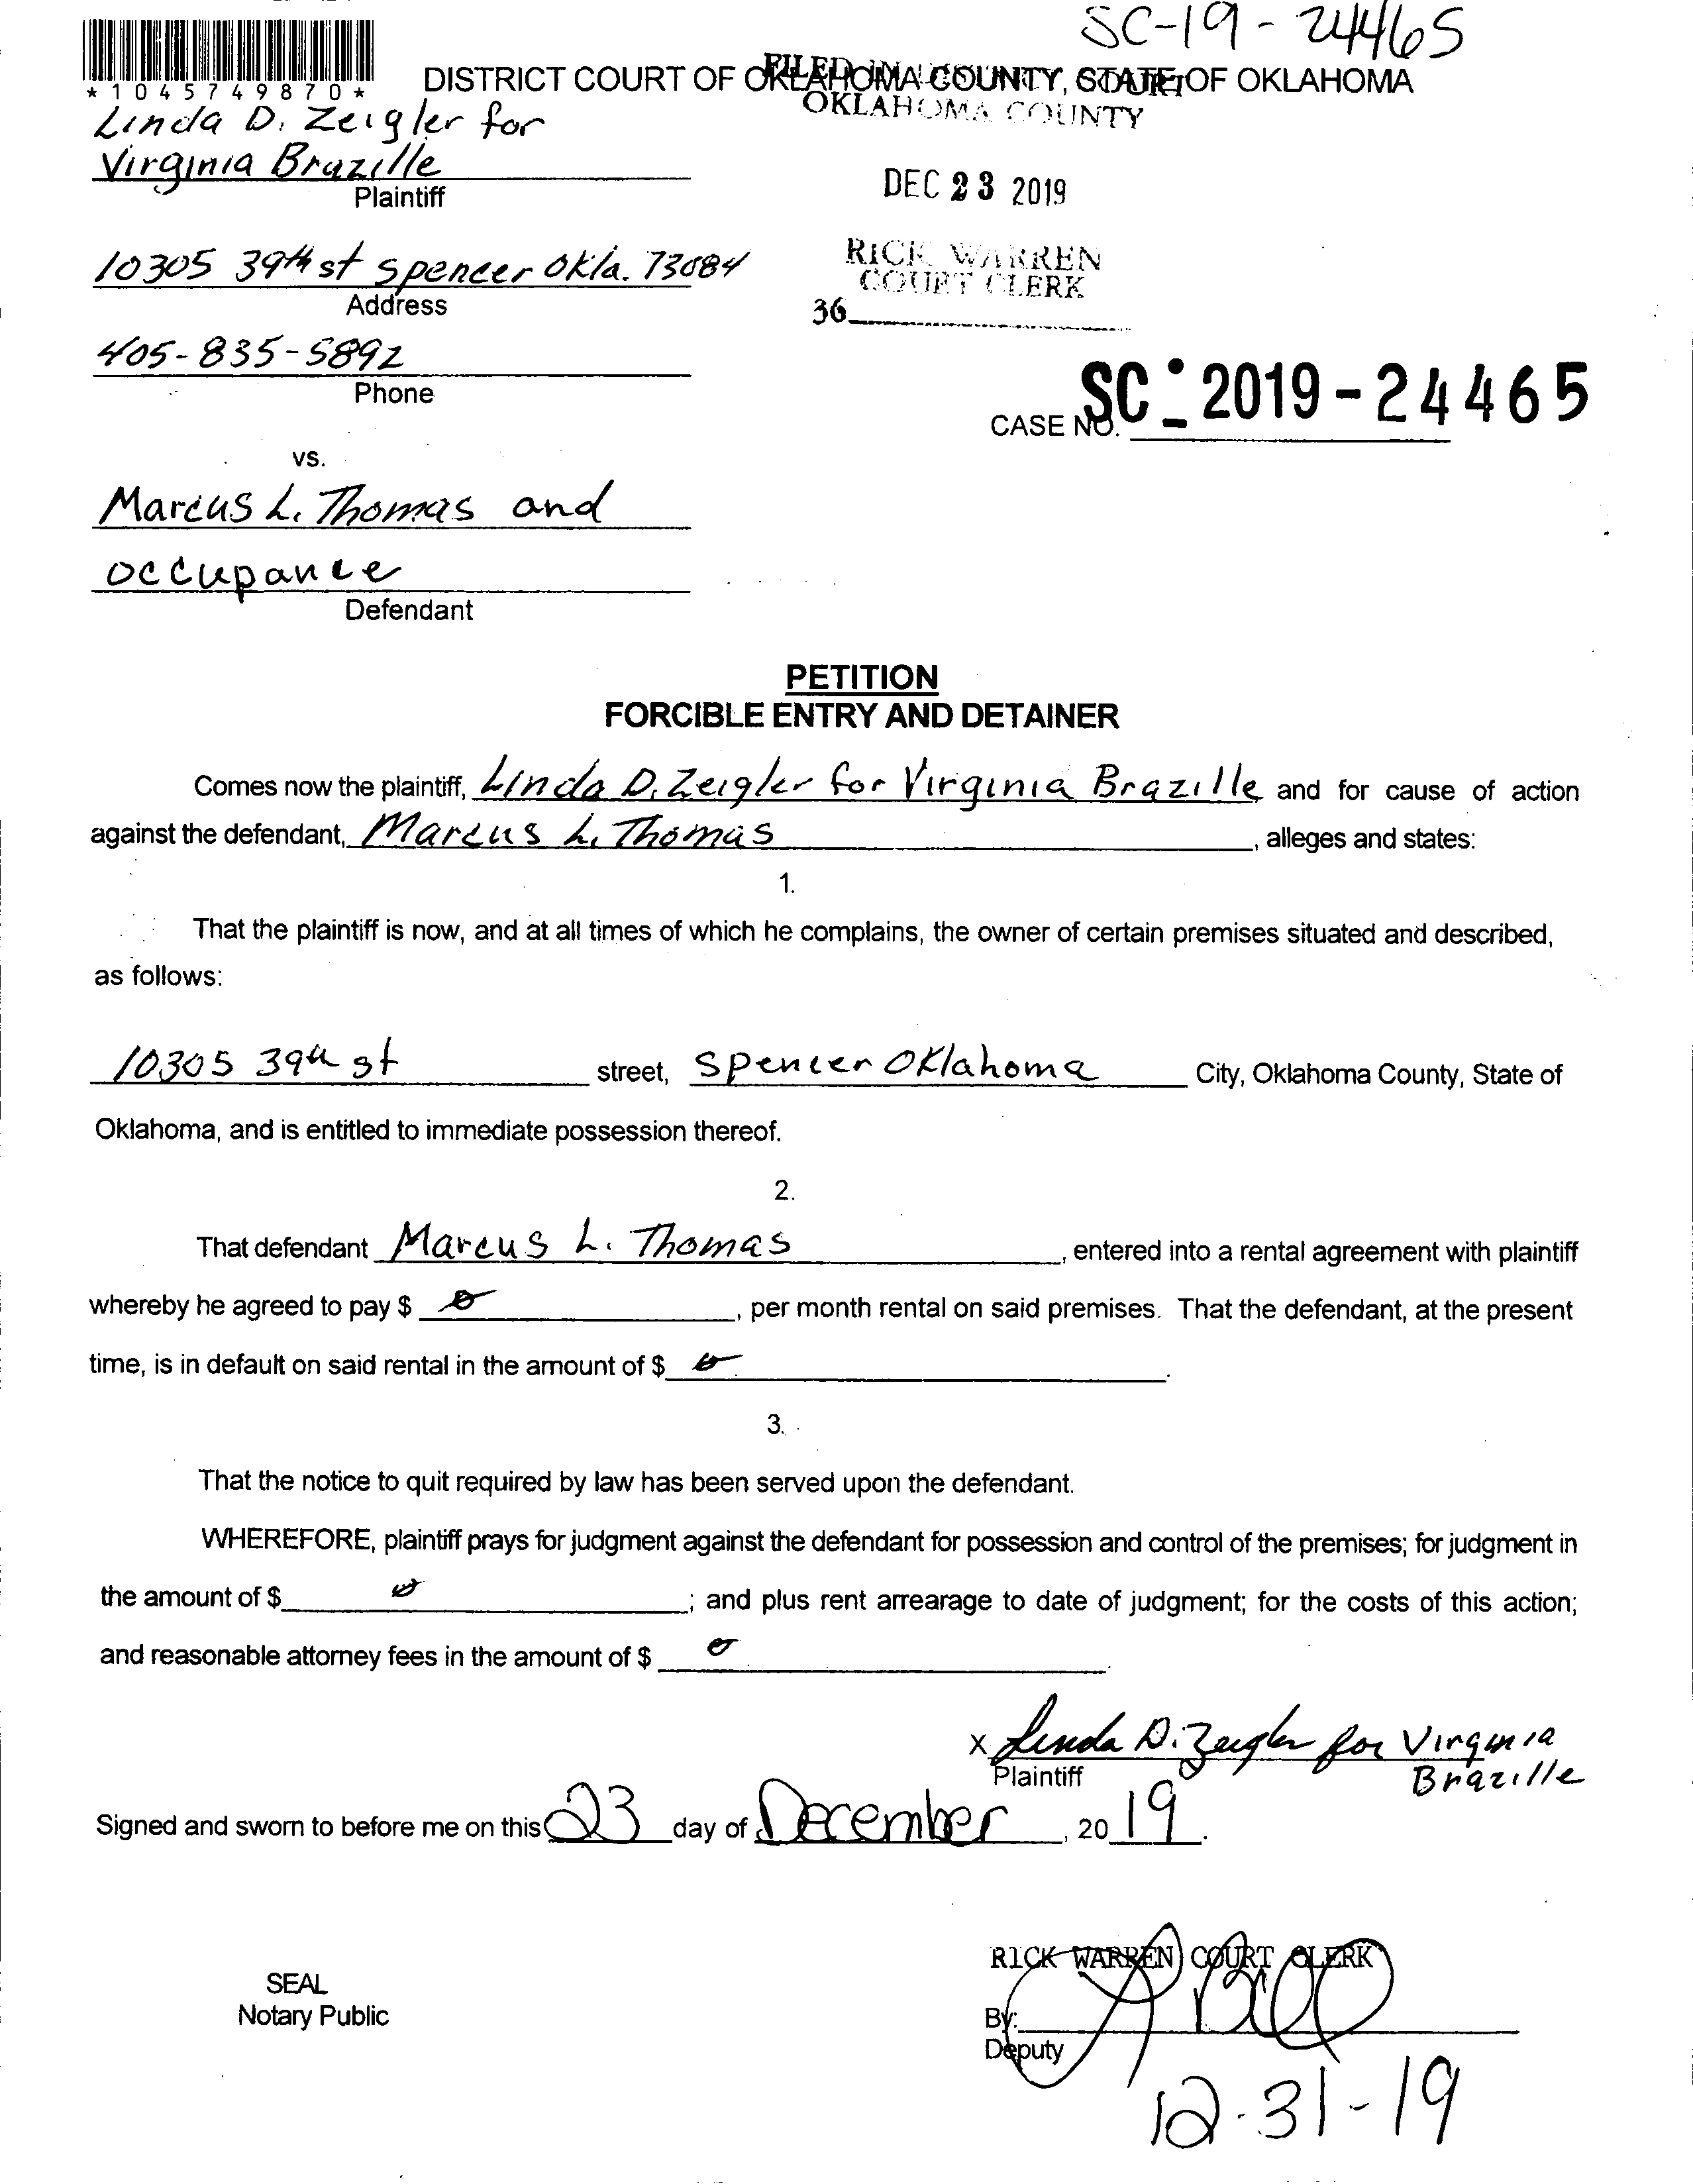 SC-19-24465
*1045749870*
DISTRICT COURT OF OKLAHOMA COUNTY, STATE OF OKLAHOMA
FILED IN DISTRICT COURT
OKLAHOMA COUNTY
Linda D. Zeigler for
Virginia Brazille
Plaintiff
DEC 23 2019
10305 39th st Spencer Okla. 73084
Address
RICK WARREN
COURT CLERK
36
405-835-5892
Phone
CASE NO. SC-2019-24465
vs.
Marcus L. Thomas and
occupance
Defendant
PETITION
FORCIBLE ENTRY AND DETAINER
Comes now the plaintiff, Linda D. Zeigler for Virginia Brazille and for cause of action
against the defendant, Marcus L. Thomas, alleges and states:
1.
That the plaintiff is now, and at all times of which he complains, the owner of certain premises situated and described,
as follows:
10305 39th st street, Spencer Oklahoma City, Oklahoma County, State of
Oklahoma, and is entitled to immediate possession thereof.
2.
That defendant Marcus L. Thomas, entered into a rental agreement with plaintiff
whereby he agreed to pay $ 0, per month rental on said premises. That the defendant, at the present
time, is in default on said rental in the amount of $ 0.
3.
That the notice to quit required by law has been served upon the defendant.
WHEREFORE, plaintiff prays for judgment against the defendant for possession and control of the premises; for judgment in
the amount of $ 0; and plus rent arrearage to date of judgment; for the costs of this action;
and reasonable attorney fees in the amount of $ 0.
x Linda D. Zeigler for Virginia
Plaintiff Brazille
Signed and sworn to before me on this 23 day of December, 2019.
RICK WARREN COURT CLERK
SEAL
Notary Public
By:
Deputy
12-31-19